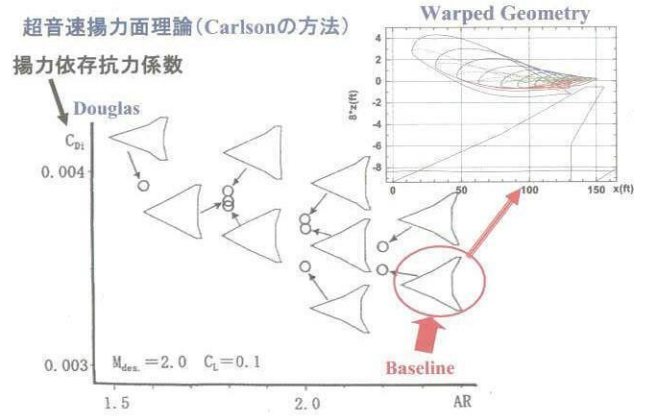 超音速揚力面理論(Carlsonの方法)
揚力依存抗力係数
Douglas
Warped Geometry
8*z(ft)
4
2
0
-2
-4
-6
-8
0 50 100 150 x(ft)
C_Di
0.004
0.003
M_des.=2.0 C_L=0.1
Baseline
1.5 2.0 AR